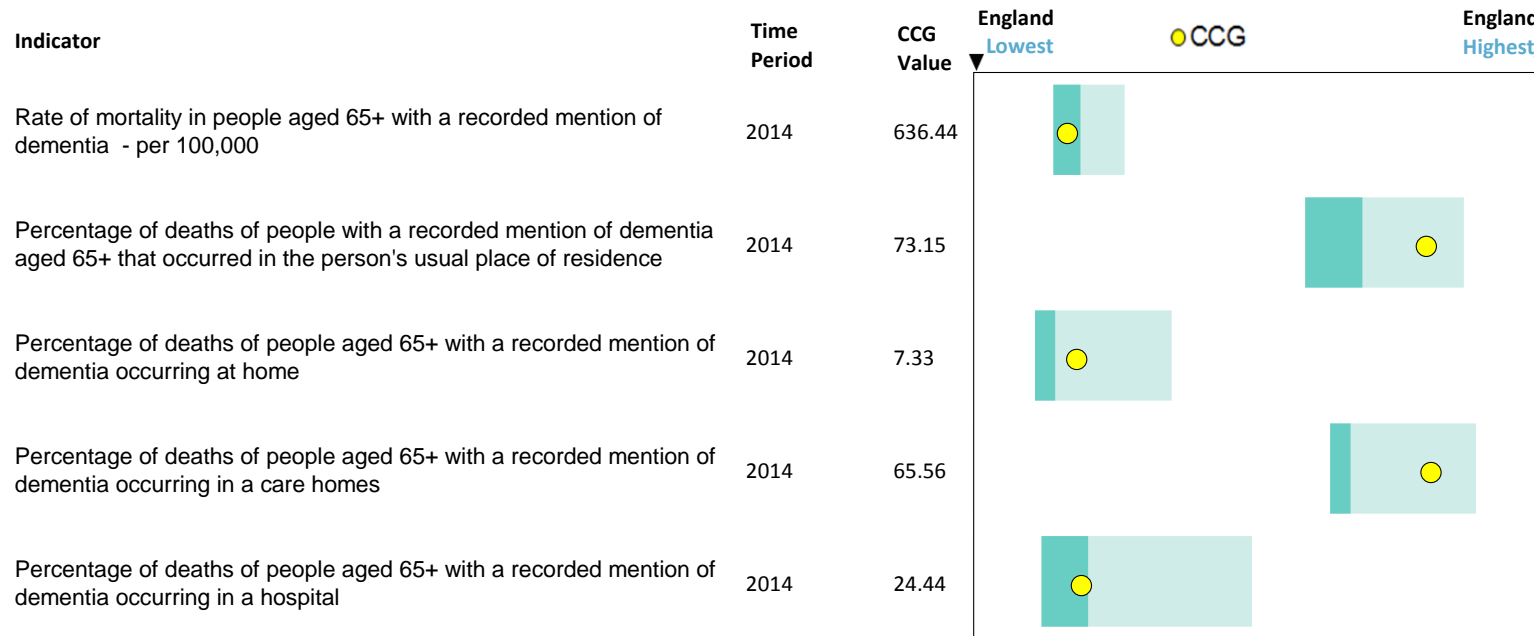 Indicator
Time
Period
CCG
Value
England
Lowest
CCG
England
Highest
Rate of mortality in people aged 65+ with a recorded mention of
dementia - per 100,000
2014
636.44
Percentage of deaths of people with a recorded mention of dementia
aged 65+ that occurred in the person's usual place of residence
2014
73.15
Percentage of deaths of people aged 65+ with a recorded mention of
dementia occurring at home
2014
7.33
Percentage of deaths of people aged 65+ with a recorded mention of
dementia occurring in a care homes
2014
65.56
Percentage of deaths of people aged 65+ with a recorded mention of
dementia occurring in a hospital
2014
24.44